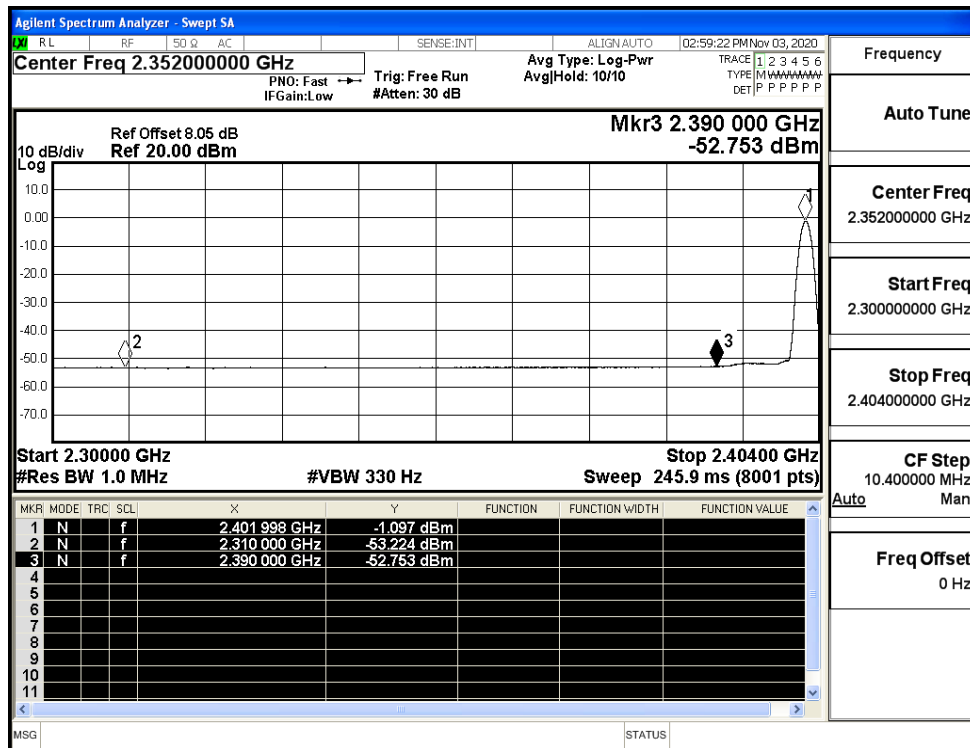 Agilent Spectrum Analyzer - Swept SA
LXI RL RF 50 Ω AC SENSE:INT ALIGN AUTO 02:59:22 PM Nov 03, 2020
Center Freq 2.352000000 GHz
PNO: Fast
IFGain:Low
Trig: Free Run
#Atten: 30 dB
Avg Type: Log-Pwr
Avg|Hold: 10/10
TRACE 1 2 3 4 5 6
TYPE M WWWWW
DET P P P P P P
Mkr3 2.390 000 GHz
-52.753 dBm
Ref Offset 8.05 dB
Ref 20.00 dBm
10 dB/div
Log
10.0
0.00
-10.0
-20.0
-30.0
-40.0
-50.0
-60.0
-70.0
1
2
3
Start 2.30000 GHz Stop 2.40400 GHz
#Res BW 1.0 MHz #VBW 330 Hz Sweep 245.9 ms (8001 pts)
MKR MODE TRC SCL X Y FUNCTION FUNCTION WIDTH FUNCTION VALUE
1 N f 2.401 998 GHz -1.097 dBm
2 N f 2.310 000 GHz -53.224 dBm
3 N f 2.390 000 GHz -52.753 dBm
4
5
6
7
8
9
10
11
MSG STATUS
Frequency
Auto Tune
Center Freq
2.352000000 GHz
Start Freq
2.300000000 GHz
Stop Freq
2.404000000 GHz
CF Step
10.400000 MHz
Auto Man
Freq Offset
0 Hz